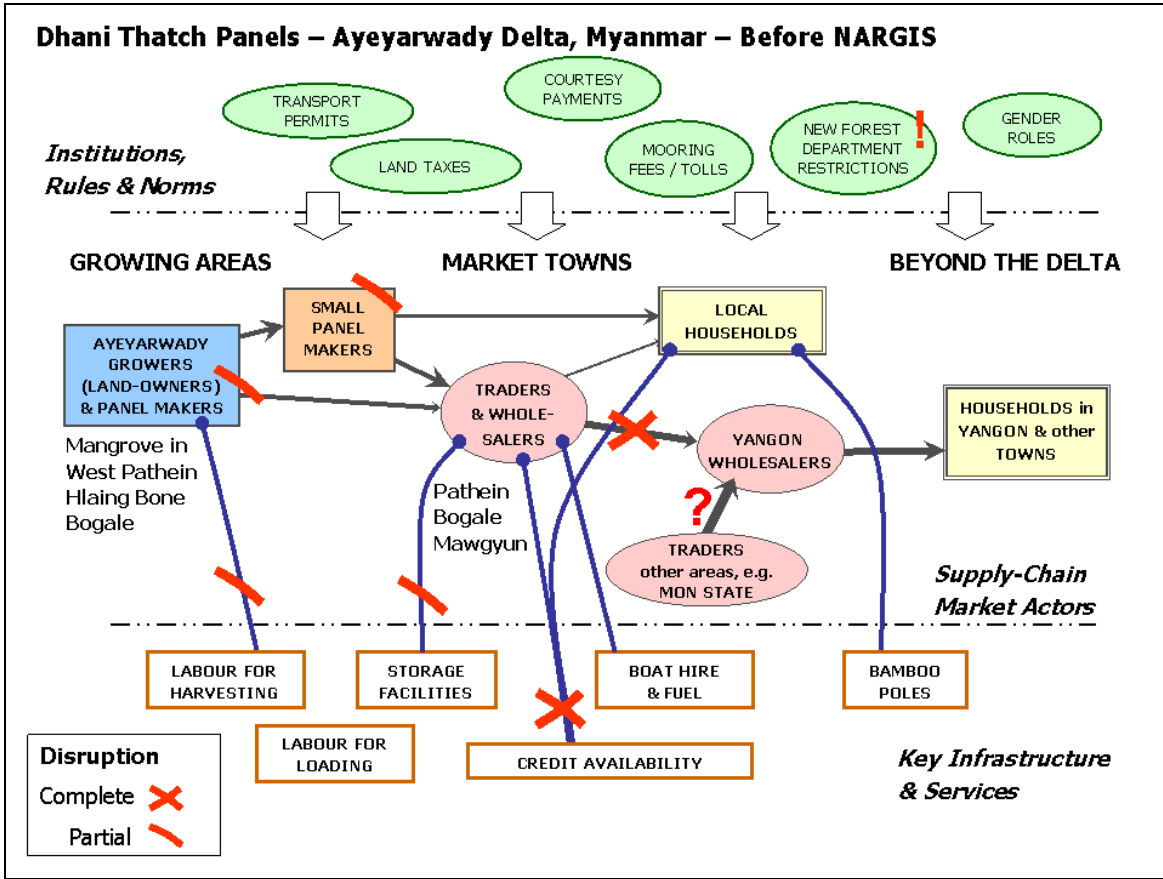 Dhani Thatch Panels – Ayeyarwady Delta, Myanmar – Before NARGIS
TRANSPORT
PERMITS
COURTESY
PAYMENTS
LAND TAXES
MOORING
FEES / TOLLS
NEW FOREST
DEPARTMENT
RESTRICTIONS
!
GENDER
ROLES
Institutions,
Rules & Norms
GROWING AREAS
MARKET TOWNS
BEYOND THE DELTA
AYEYARWADY
GROWERS
(LAND-OWNERS)
& PANEL MAKERS
SMALL
PANEL
MAKERS
LOCAL
HOUSEHOLDS
TRADERS
& WHOLE-
SALERS
YANGON
WHOLESALERS
HOUSEHOLDS in
YANGON & other
TOWNS
Mangrove in
West Pathein
Hlaing Bone
Bogale
Pathein
Bogale
Mawgyun
?
TRADERS
other areas, e.g.
MON STATE
Supply-Chain
Market Actors
LABOUR FOR
HARVESTING
STORAGE
FACILITIES
BOAT HIRE
& FUEL
BAMBOO
POLES
LABOUR FOR
LOADING
CREDIT AVAILABILITY
Key Infrastructure
& Services
Disruption
Complete
Partial